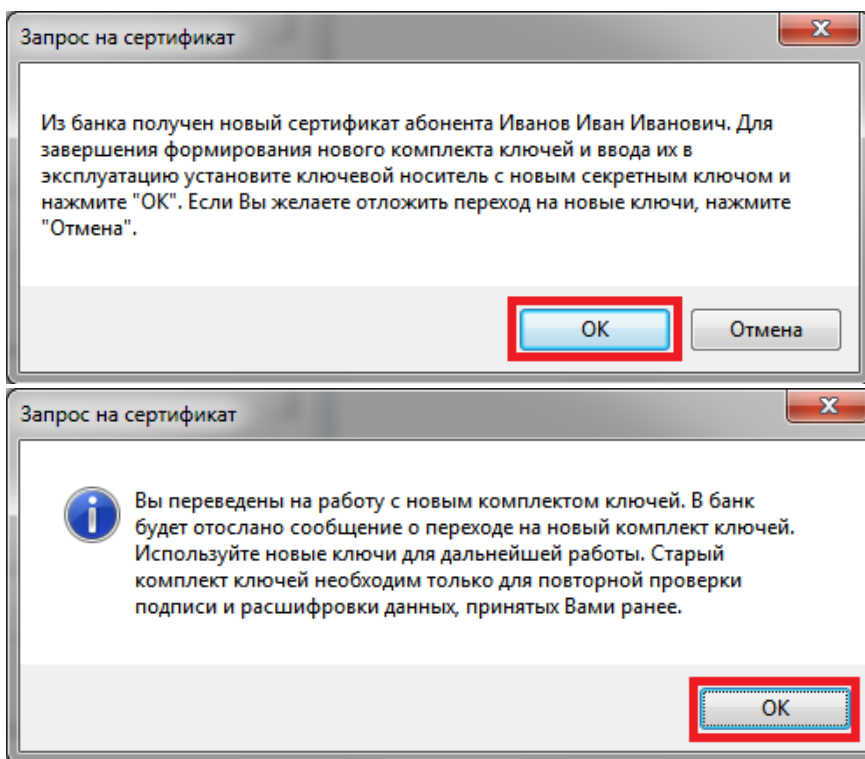 Запрос на сертификат
Из банка получен новый сертификат абонента Иванов Иван Иванович. Для
завершения формирования нового комплекта ключей и ввода их в
эксплуатацию установите ключевой носитель с новым секретным ключом и
нажмите "ОК". Если Вы желаете отложить переход на новые ключи, нажмите
"Отмена".
ОК Отмена
Запрос на сертификат
Вы переведены на работу с новым комплектом ключей. В банк
будет отослано сообщение о переходе на новый комплект ключей.
Используйте новые ключи для дальнейшей работы. Старый
комплект ключей необходим только для повторной проверки
подписи и расшифровки данных, принятых Вами ранее.
ОК